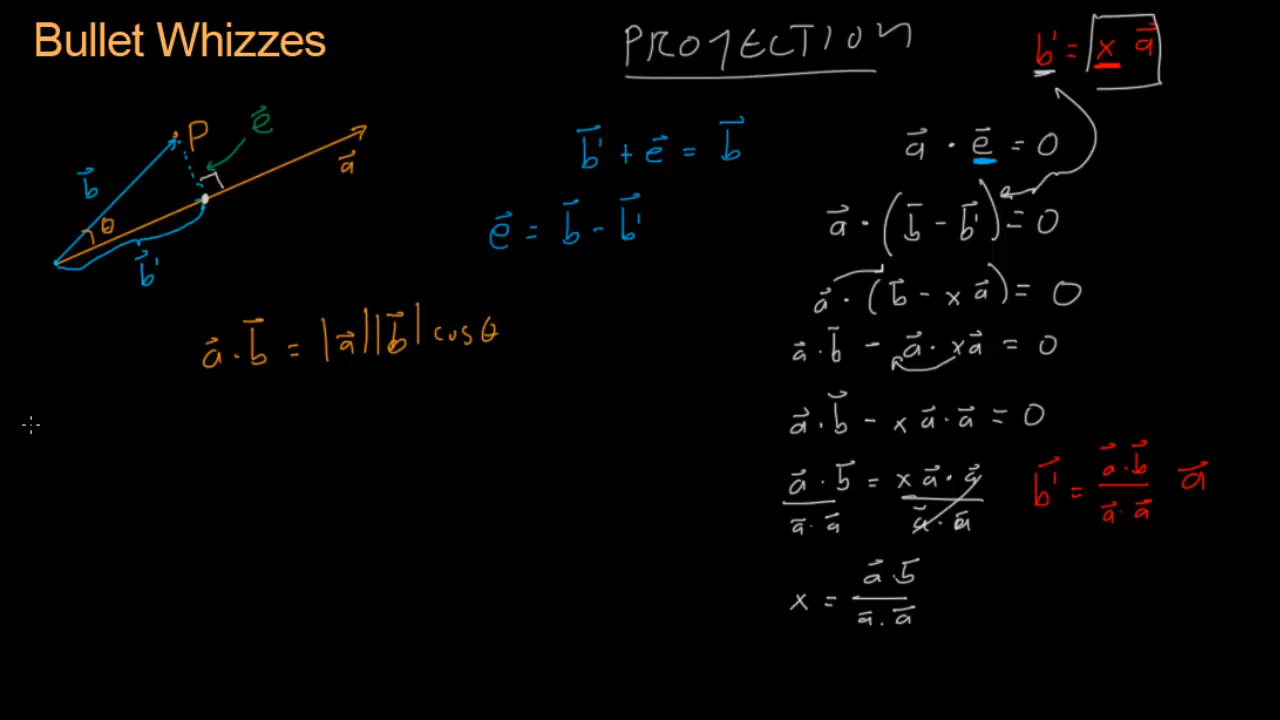 Bullet Whizzes
PROJECTION
b⃗' = x a⃗
P
e⃗
b⃗
a⃗
θ
b⃗'
b⃗' + e⃗ = b⃗
e⃗ = b⃗ - b⃗'
a⃗ · b⃗ = |a⃗||b⃗| cos θ
a⃗ · e⃗ = 0
a⃗ · (b⃗ - b⃗') = 0
a⃗ · (b⃗ - x a⃗) = 0
a⃗ · b⃗ - a⃗ · x a⃗ = 0
a⃗ · b⃗ - x a⃗ · a⃗ = 0
a⃗ · b⃗ = x a⃗ · a⃗
a⃗ · a⃗ a⃗ · a⃗
b⃗' = a⃗ · b⃗ / a⃗ · a⃗ a⃗
x = a⃗ · b⃗ / a⃗ · a⃗